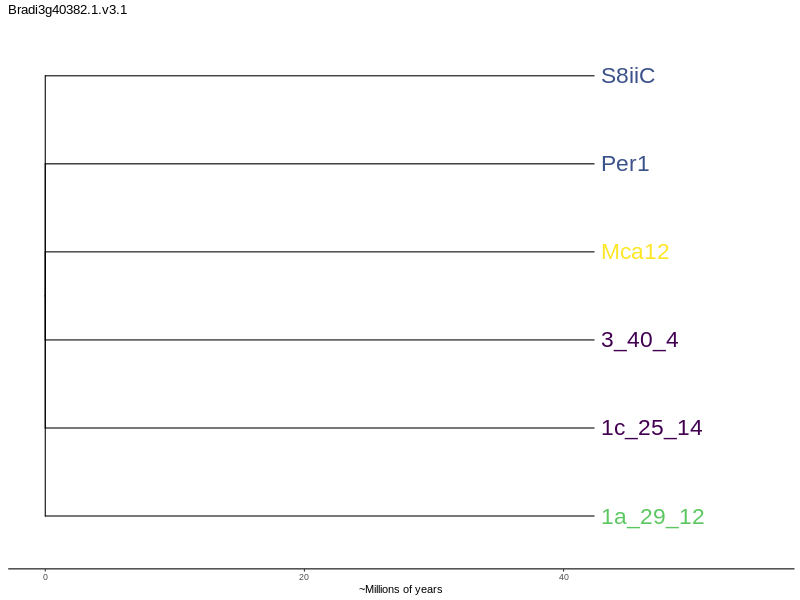 Bradi3g40382.1.v3.1
S8iiC
Per1
Mca12
3_40_4
1c_25_14
1a_29_12
0 20 40
~Millions of years